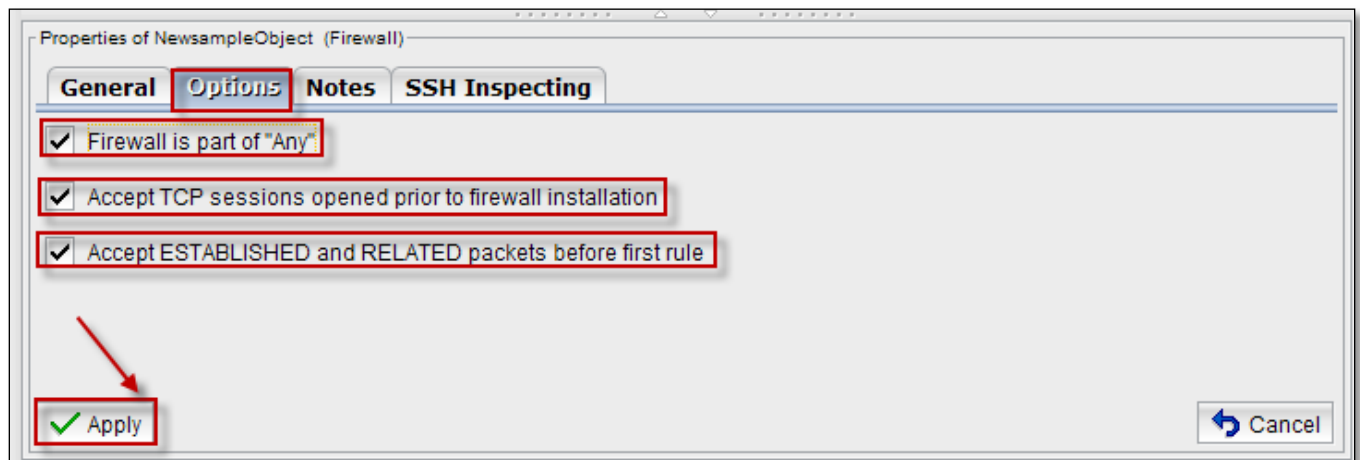 Properties of NewsampleObject (Firewall)
General Options Notes SSH Inspecting
Firewall is part of "Any"
Accept TCP sessions opened prior to firewall installation
Accept ESTABLISHED and RELATED packets before first rule
Apply Cancel